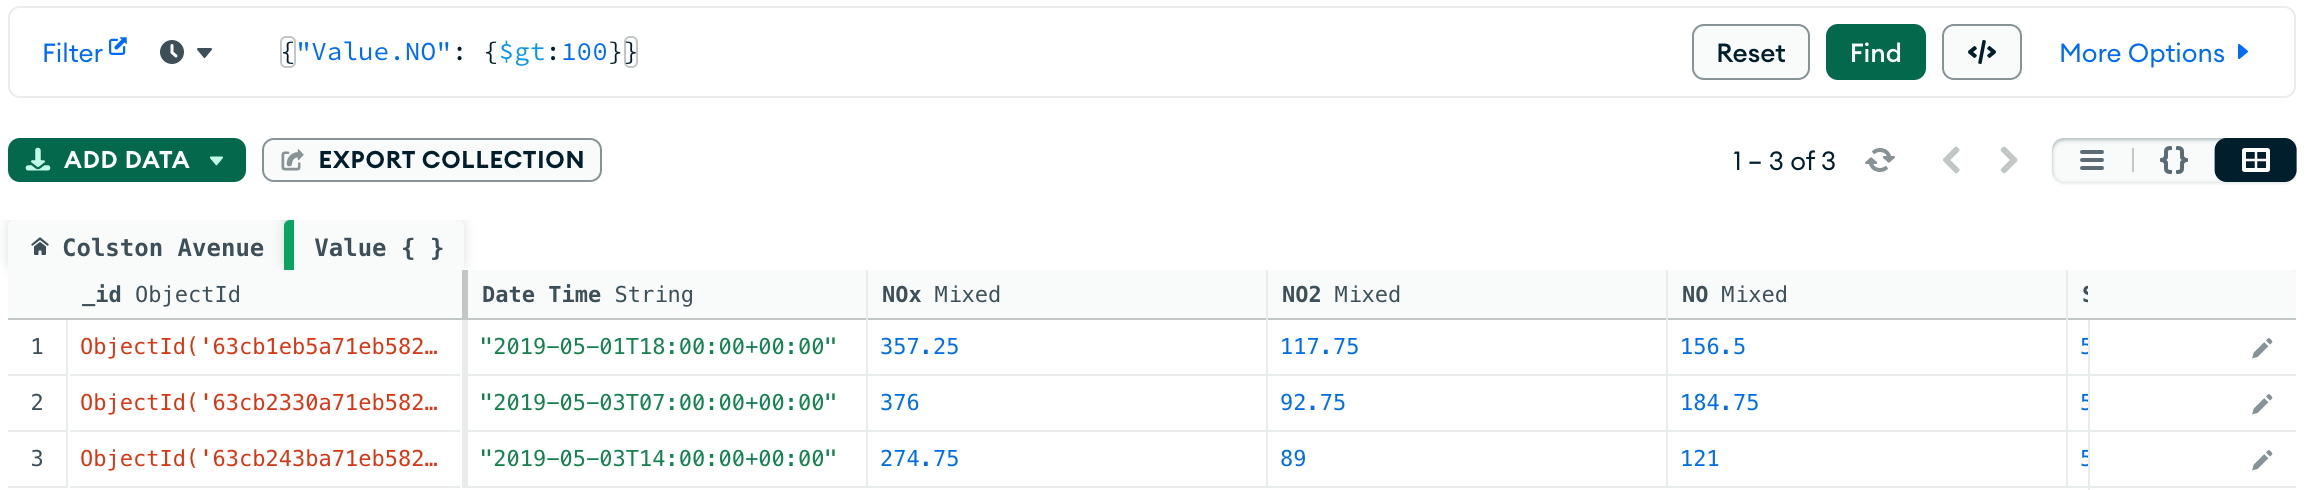 Filter {"Value.NO": {$gt:100}} Reset Find </> More Options
ADD DATA EXPORT COLLECTION 1 – 3 of 3 {}
Colston Avenue Value { }
_id ObjectId Date Time String NOx Mixed NO2 Mixed NO Mixed
1 ObjectId('63cb1eb5a71eb582… "2019-05-01T18:00:00+00:00" 357.25 117.75 156.5 5
2 ObjectId('63cb2330a71eb582… "2019-05-03T07:00:00+00:00" 376 92.75 184.75 5
3 ObjectId('63cb243ba71eb582… "2019-05-03T14:00:00+00:00" 274.75 89 121 5